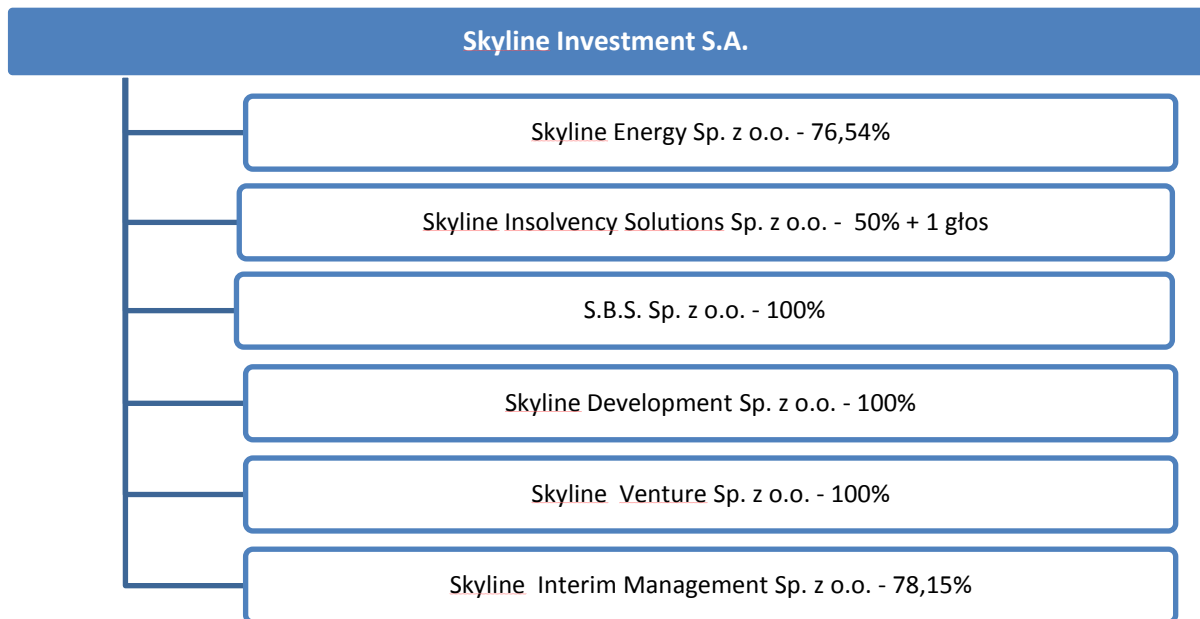 Skyline Investment S.A.
Skyline Energy Sp. z o.o. - 76,54%
Skyline Insolvency Solutions Sp. z o.o. - 50% + 1 głos
S.B.S. Sp. z o.o. - 100%
Skyline Development Sp. z o.o. - 100%
Skyline Venture Sp. z o.o. - 100%
Skyline Interim Management Sp. z o.o. - 78,15%